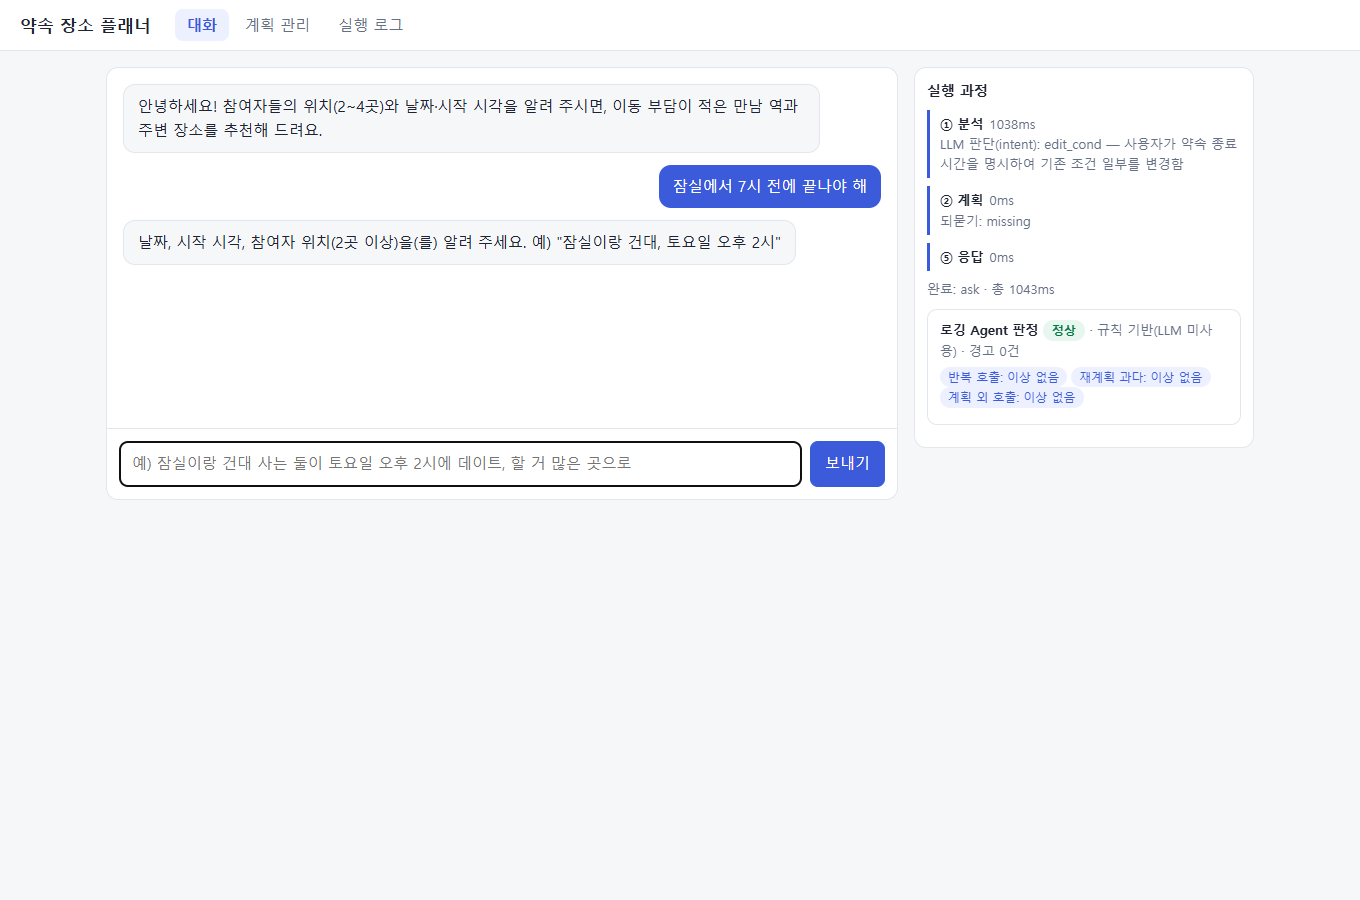 약속 장소 플래너
대화
계획 관리
실행 로그
안녕하세요! 참여자들의 위치(2~4곳)와 날짜·시작 시각을 알려 주시면, 이동 부담이 적은 만남 역과
주변 장소를 추천해 드려요.
잠실에서 7시 전에 끝나야 해
날짜, 시작 시각, 참여자 위치(2곳 이상)을(를) 알려 주세요. 예) "잠실이랑 건대, 토요일 오후 2시"
예) 잠실이랑 건대 사는 둘이 토요일 오후 2시에 데이트, 할 거 많은 곳으로
보내기
실행 과정
① 분석 1038ms
LLM 판단(intent): edit_cond — 사용자가 약속 종료
시간을 명시하여 기존 조건 일부를 변경함
② 계획 0ms
되묻기: missing
⑤ 응답 0ms
완료: ask · 총 1043ms
로깅 Agent 판정 정상 · 규칙 기반(LLM 미사
용) · 경고 0건
반복 호출: 이상 없음 재계획 과다: 이상 없음
계획 외 호출: 이상 없음